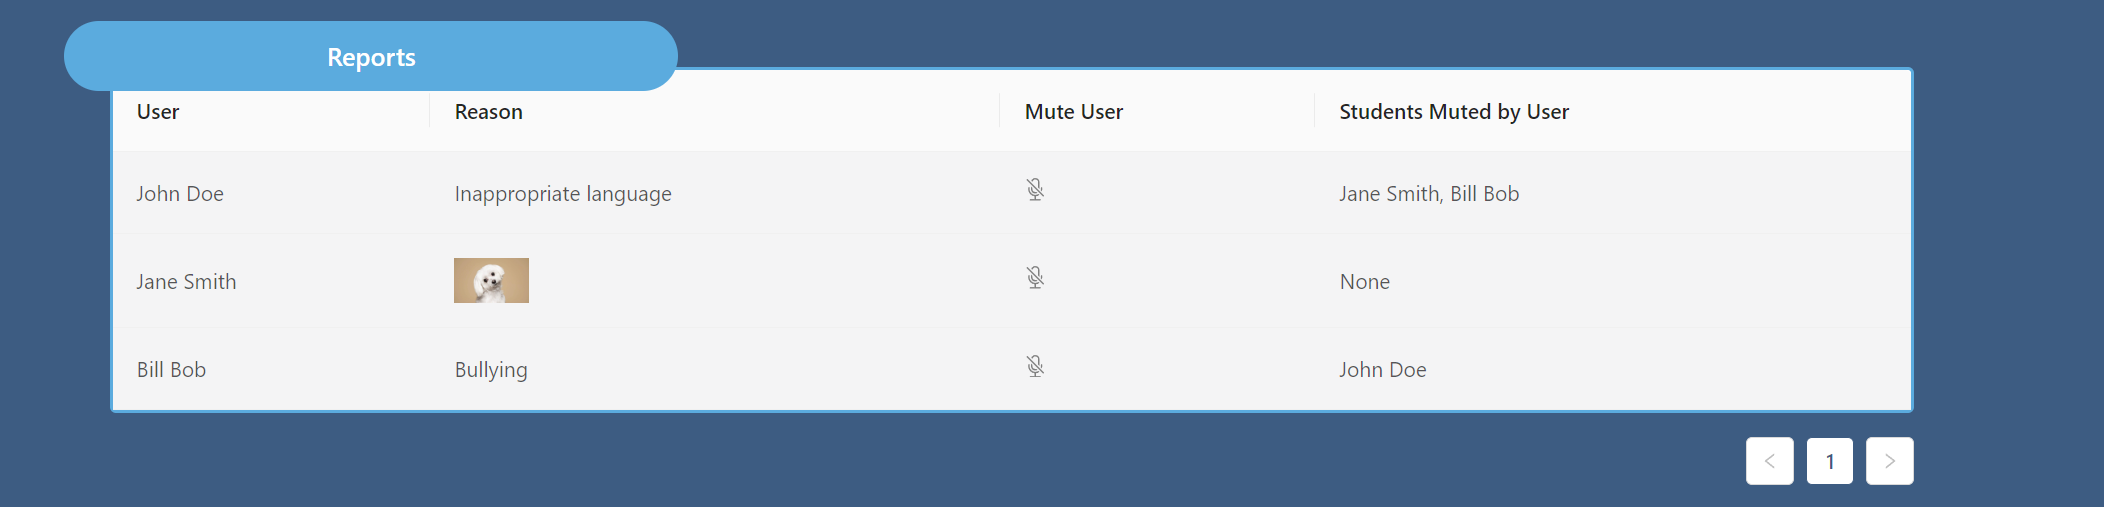 Reports
User Reason Mute User Students Muted by User
John Doe Inappropriate language Jane Smith, Bill Bob
Jane Smith None
Bill Bob Bullying John Doe
< 1 >